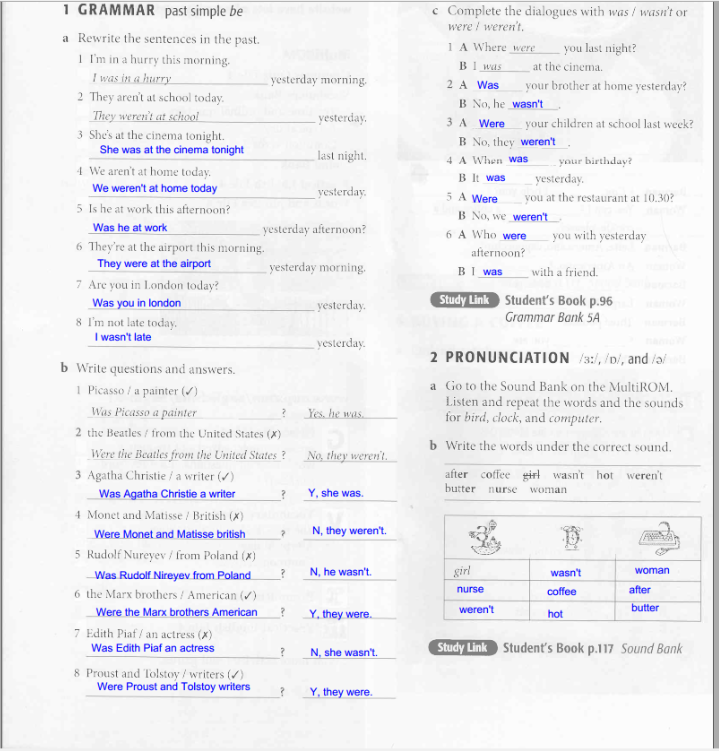 1 GRAMMAR past simple be
a Rewrite the sentences in the past.
1 I'm in a hurry this morning.
I was in a hurry yesterday morning.
2 They aren't at school today.
They weren't at school yesterday.
3 She's at the cinema tonight.
She was at the cinema tonight last night.
4 We aren't at home today.
We weren't at home today yesterday.
5 Is he at work this afternoon?
Was he at work yesterday afternoon?
6 They're at the airport this morning.
They were at the airport yesterday morning.
7 Are you in London today?
Was you in london yesterday.
8 I'm not late today.
I wasn't late yesterday.
b Write questions and answers.
1 Picasso / a painter (✓)
Was Picasso a painter ? Yes, he was.
2 the Beatles / from the United States (✗)
Were the Beatles from the United States ? No, they weren't.
3 Agatha Christie / a writer (✓)
Was Agatha Christie a writer ? Y, she was.
4 Monet and Matisse / British (✗)
Were Monet and Matisse british ? N, they weren't.
5 Rudolf Nureyev / from Poland (✗)
Was Rudolf Nireyev from Poland ? N, he wasn't.
6 the Marx brothers / American (✓)
Were the Marx brothers American ? Y, they were.
7 Edith Piaf / an actress (✗)
Was Edith Piaf an actress ? N, she wasn't.
8 Proust and Tolstoy / writers (✓)
Were Proust and Tolstoy writers ? Y, they were.
c Complete the dialogues with was / wasn't or
were / weren't.
1 A Where were you last night?
B I was at the cinema.
2 A Was your brother at home yesterday?
B No, he wasn't.
3 A Were your children at school last week?
B No, they weren't.
4 A When was your birthday?
B It was yesterday.
5 A Were you at the restaurant at 10.30?
B No, we weren't.
6 A Who were you with yesterday
afternoon?
B I was with a friend.
Study Link Student's Book p.96
Grammar Bank 5A
2 PRONUNCIATION /ɜː/, /ɒ/, and /ə/
a Go to the Sound Bank on the MultiROM.
Listen and repeat the words and the sounds
for bird, clock, and computer.
b Write the words under the correct sound.
after coffee girl wasn't hot weren't
butter nurse woman
girl wasn't woman
nurse coffee after
weren't hot butter
Study Link Student's Book p.117 Sound Bank